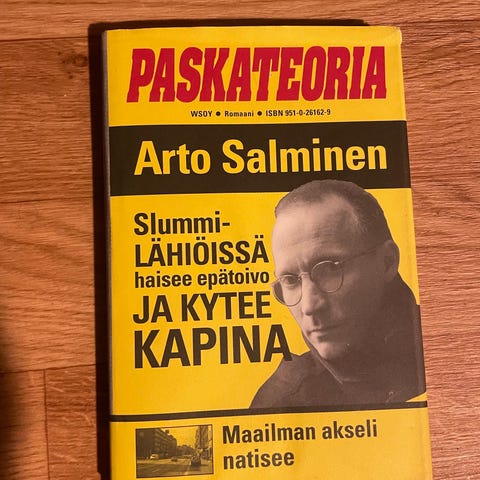 PASKATEORIA
WSOY ● Romaani ● ISBN 951-0-26162-9
Arto Salminen
Slummi-
LÄHIÖISSÄ
haisee epätoivo
JA KYTEE
KAPINA
Maailman akseli
natisee